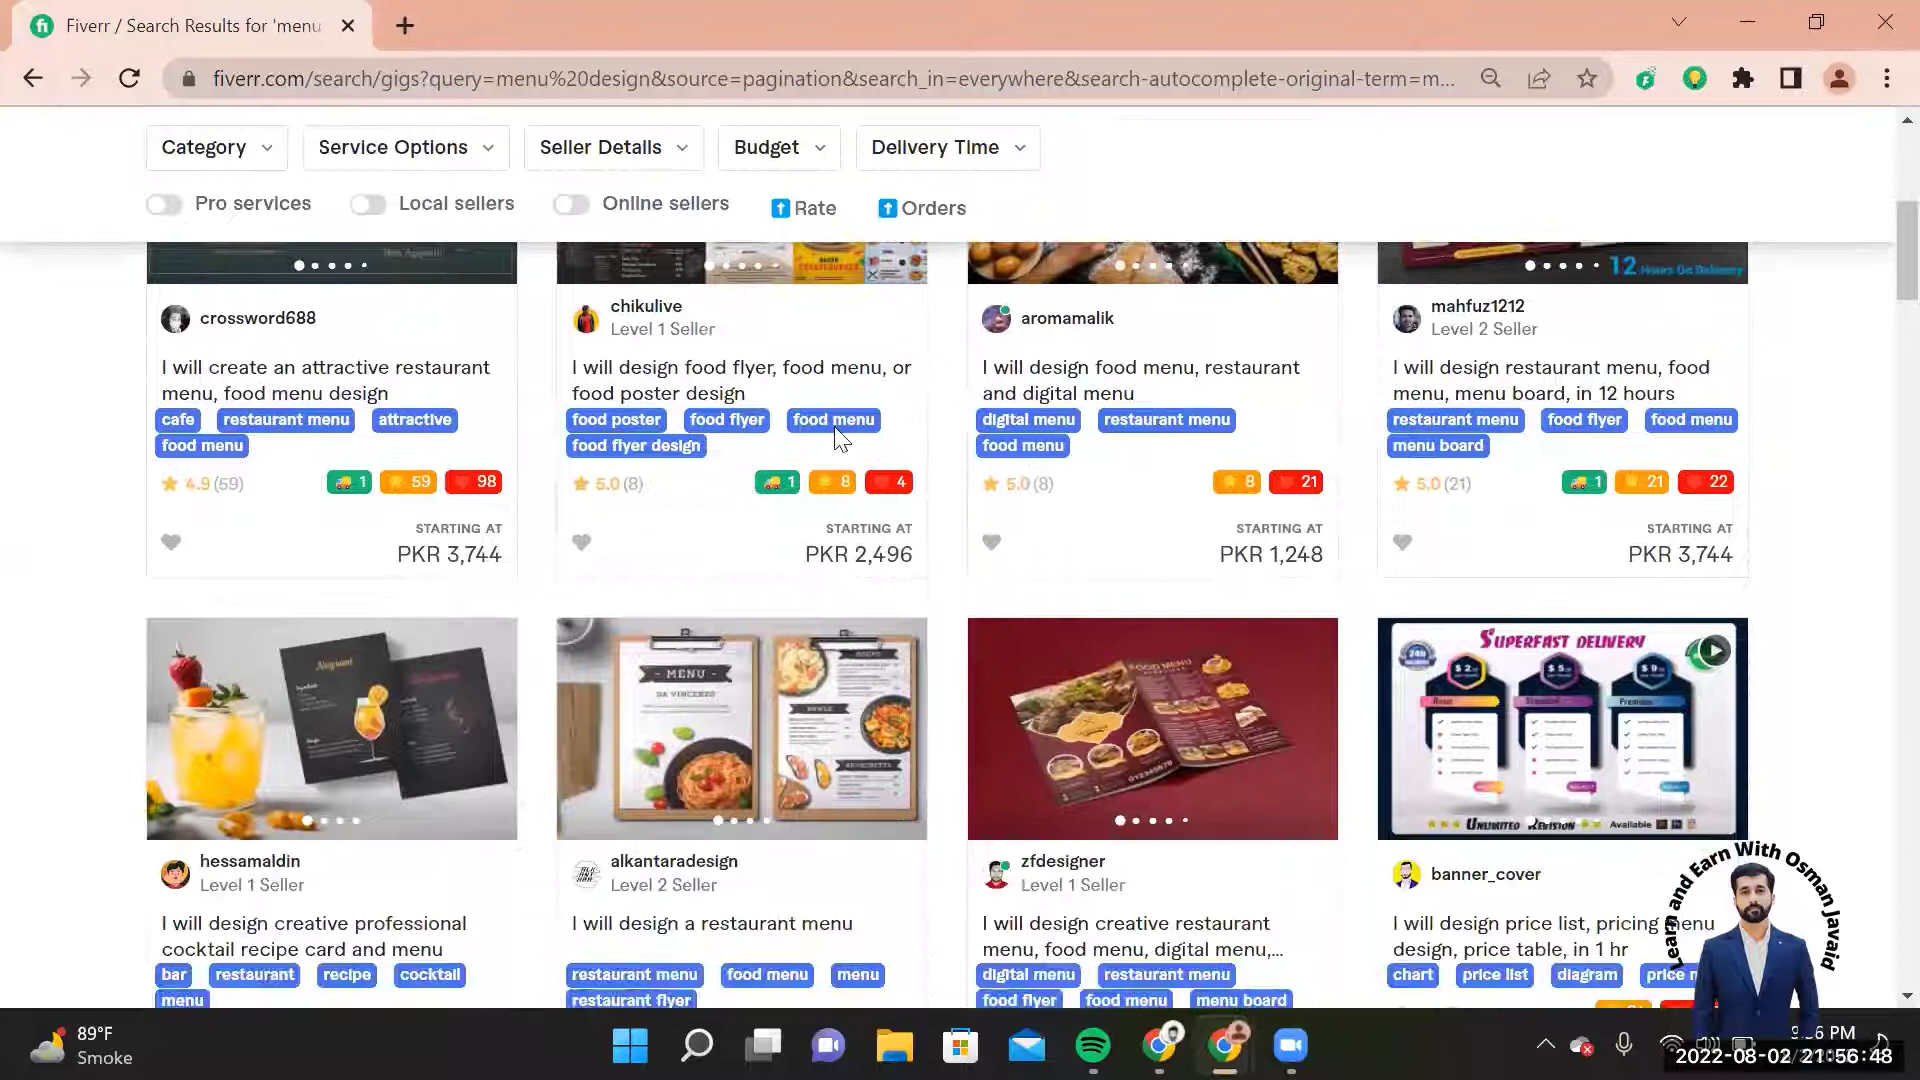 Fiverr / Search Results for 'menu
fiverr.com/search/gigs?query=menu%20design&source=pagination&search_in=everywhere&search-autocomplete-original-term=m...
Category
Service Options
Seller Details
Budget
Delivery Time
Pro services
Local sellers
Online sellers
Rate
Orders
12 Hours On Delivery
crossword688
I will create an attractive restaurant
menu, food menu design
cafe restaurant menu attractive
food menu
4.9 (59) 1 59 98
STARTING AT
PKR 3,744
chikulive
Level 1 Seller
I will design food flyer, food menu, or
food poster design
food poster food flyer food menu
food flyer design
5.0 (8) 1 8 4
STARTING AT
PKR 2,496
aromamalik
I will design food menu, restaurant
and digital menu
digital menu restaurant menu
food menu
5.0 (8) 8 21
STARTING AT
PKR 1,248
mahfuz1212
Level 2 Seller
I will design restaurant menu, food
menu, menu board, in 12 hours
restaurant menu food flyer food menu
menu board
5.0 (21) 1 21 22
STARTING AT
PKR 3,744
hessamaldin
Level 1 Seller
I will design creative professional
cocktail recipe card and menu
bar restaurant recipe cocktail
menu
- MENU -
DA VINCENZO
alkantaradesign
Level 2 Seller
I will design a restaurant menu
restaurant menu food menu menu
restaurant flyer
FOOD MENU
0123456789
zfdesigner
Level 1 Seller
I will design creative restaurant
menu, food menu, digital menu,...
digital menu restaurant menu
food flyer food menu menu board
SUPERFAST DELIVERY
Basic
Premium
UNLIMITED REVISION
Available
banner_cover
I will design price list, pricing menu
design, price table, in 1 hr
chart price list diagram
Learn and Earn With Osman Javaid
89°F
Smoke
2022-08-02 21:56:48